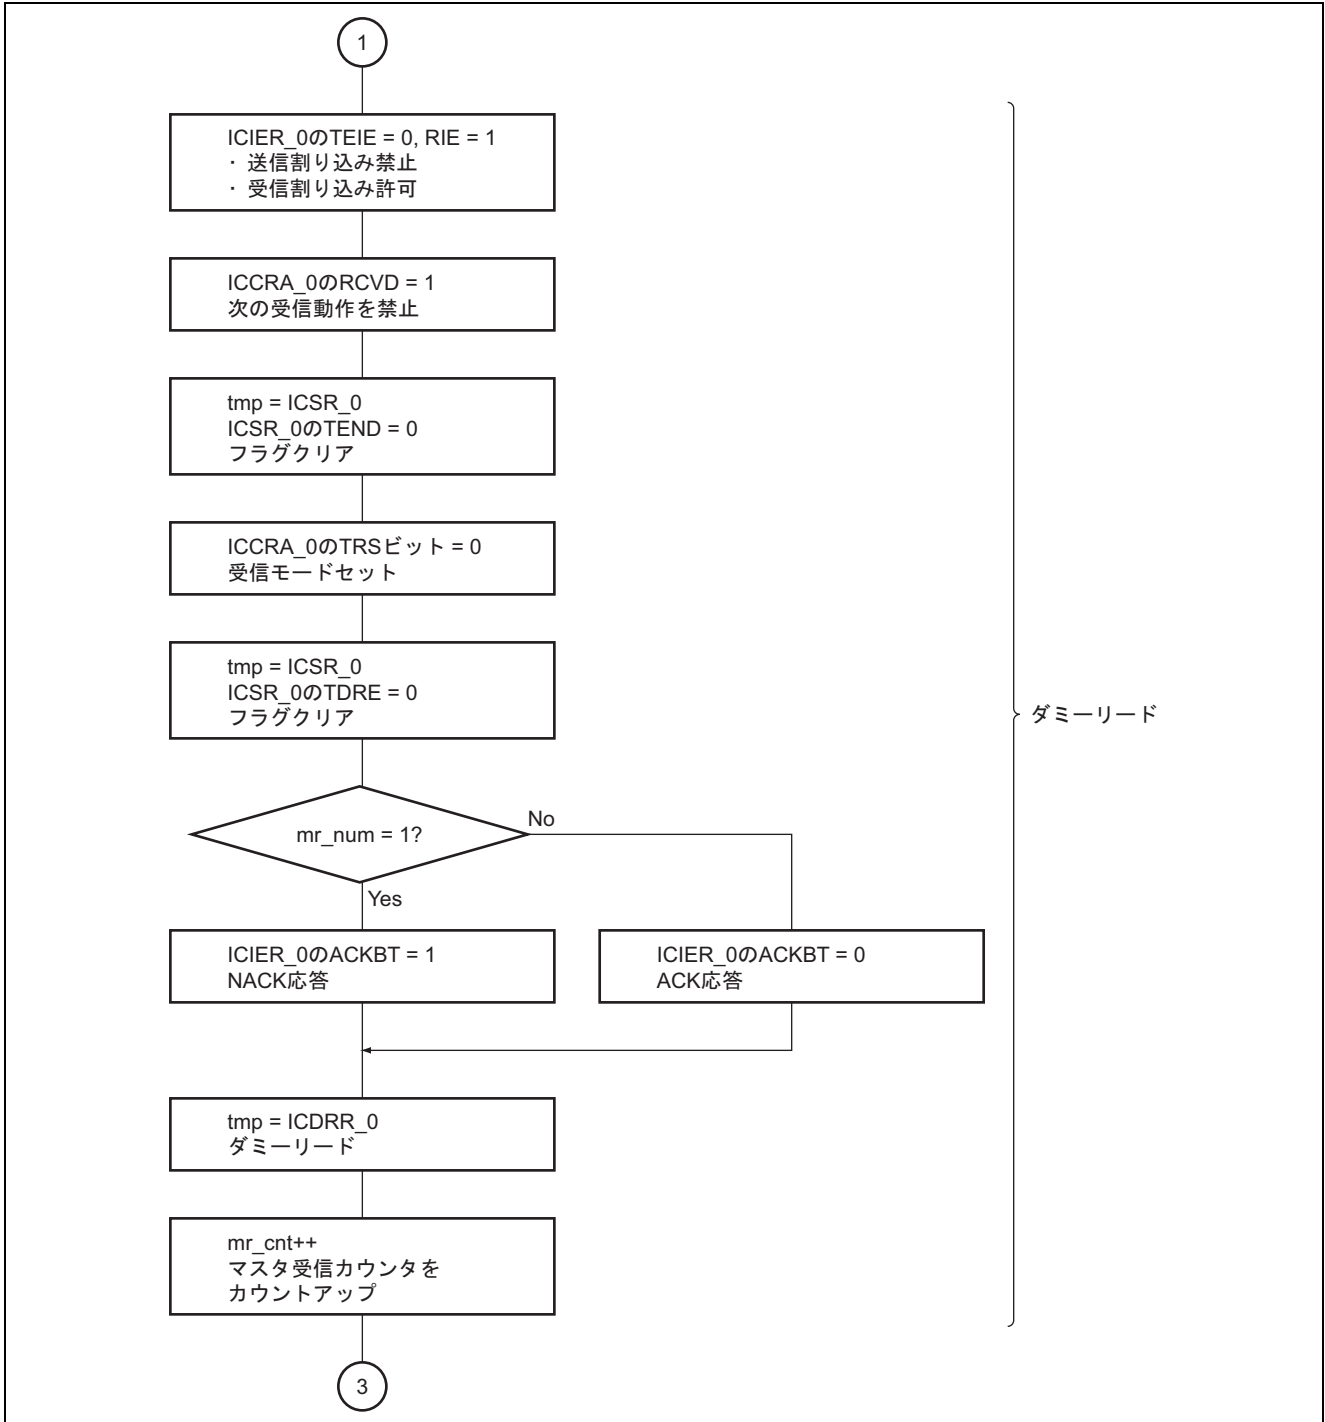 1
ICIER_0のTEIE = 0, RIE = 1
・ 送信割り込み禁止
・ 受信割り込み許可
ICCRA_0のRCVD = 1
次の受信動作を禁止
tmp = ICSR_0
ICSR_0のTEND = 0
フラグクリア
ICCRA_0のTRSビット = 0
受信モードセット
tmp = ICSR_0
ICSR_0のTDRE = 0
フラグクリア
ダミーリード
mr_num = 1?
No
Yes
ICIER_0のACKBT = 1
NACK応答
ICIER_0のACKBT = 0
ACK応答
tmp = ICDRR_0
ダミーリード
mr_cnt++
マスタ受信カウンタを
カウントアップ
3